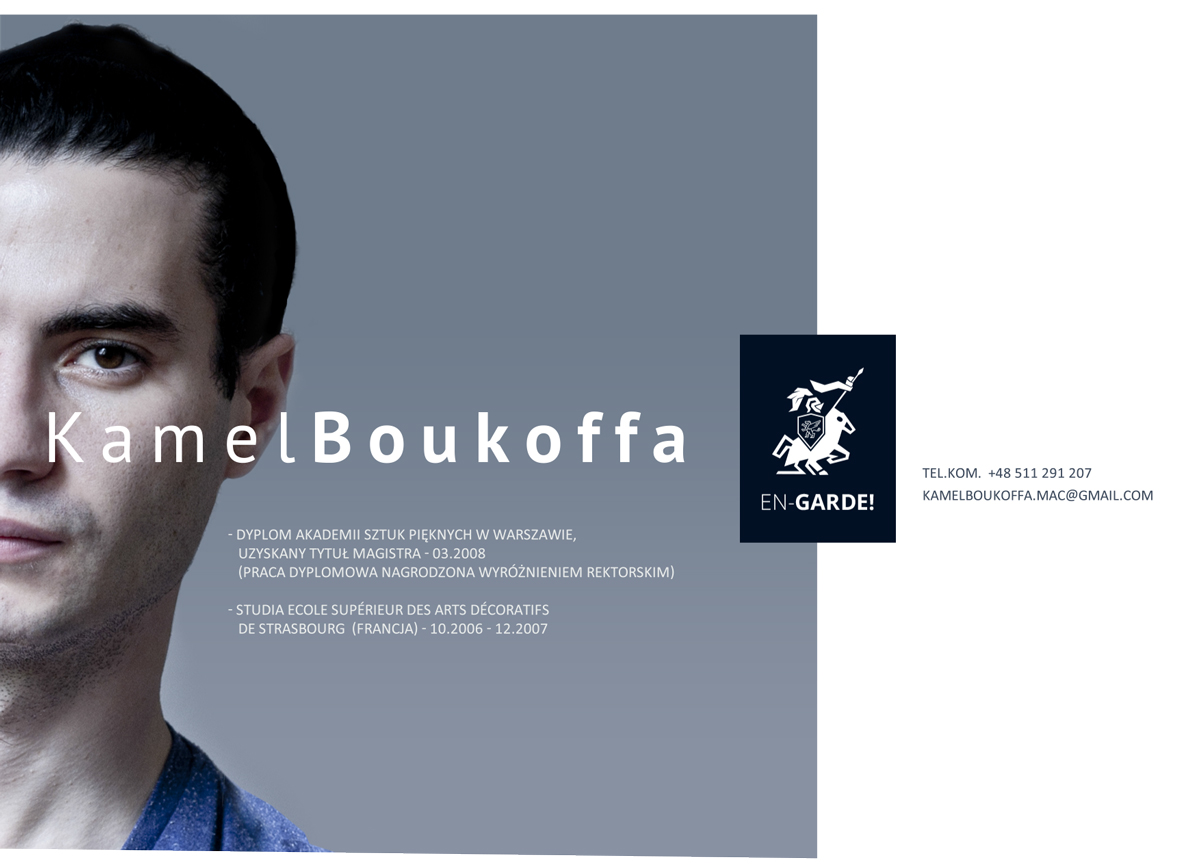 KamelBoukoffa
- DYPLOM AKADEMII SZTUK PIĘKNYCH W WARSZAWIE,
UZYSKANY TYTUŁ MAGISTRA - 03.2008
(PRACA DYPLOMOWA NAGRODZONA WYRÓŻNIENIEM REKTORSKIM)
- STUDIA ECOLE SUPÉRIEUR DES ARTS DÉCORATIFS
DE STRASBOURG (FRANCJA) - 10.2006 - 12.2007
EN-GARDE!
TEL.KOM. +48 511 291 207
KAMELBOUKOFFA.MAC@GMAIL.COM